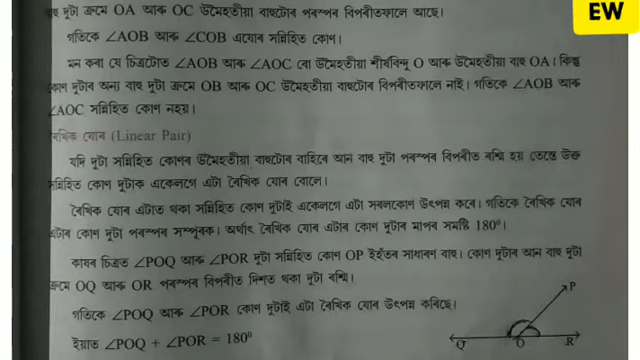 EW
বাহু দুটা ক্ৰমে OA আৰু OC উমৈহতীয়া বাহুটোৰ পৰস্পৰ বিপৰীতফালে আছে।
গতিকে ∠AOB আৰু ∠COB এযোৰ সন্নিহিত কোণ।
মন কৰা যে চিত্ৰটোত ∠AOB আৰু ∠AOC ৰো উমৈহতীয়া শীৰ্ষবিন্দু O আৰু উমৈহতীয়া বাহু OA। কিন্তু
কোণ দুটাৰ অন্য বাহু দুটা ক্ৰমে OB আৰু OC উমৈহতীয়া বাহুটোৰ বিপৰীতফালে নাই। গতিকে ∠AOB আৰু
∠AOC সন্নিহিত কোণ নহয়।
ৰৈখিক যোৰ (Linear Pair)
যদি দুটা সন্নিহিত কোণৰ উমৈহতীয়া বাহুটোৰ বাহিৰে আন বাহু দুটা পৰস্পৰ বিপৰীত ৰশ্মি হয় তেন্তে উক্ত
সন্নিহিত কোণ দুটাক একেলগে এটা ৰৈখিক যোৰ বোলে।
ৰৈখিক যোৰ এটাত থকা সন্নিহিত কোণ দুটাই একেলগে এটা সৰলকোণ উৎপন্ন কৰে। গতিকে ৰৈখিক যোৰ
এটাৰ কোণ দুটা পৰস্পৰ সম্পূৰক। অৰ্থাৎ ৰৈখিক যোৰ এটাৰ কোণ দুটাৰ মাপৰ সমষ্টি 180⁰।
কাষৰ চিত্ৰত ∠POQ আৰু ∠POR দুটা সন্নিহিত কোণ OP ইহঁতৰ সাধাৰণ বাহু। কোণ দুটাৰ আন বাহু দুটা
ক্ৰমে OQ আৰু OR পৰস্পৰ বিপৰীত দিশত থকা দুটা ৰশ্মি।
গতিকে ∠POQ আৰু ∠POR কোণ দুটাই এটা ৰৈখিক যোৰ উৎপন্ন কৰিছে।
ইয়াত ∠POQ + ∠POR = 180⁰
P
Q O R